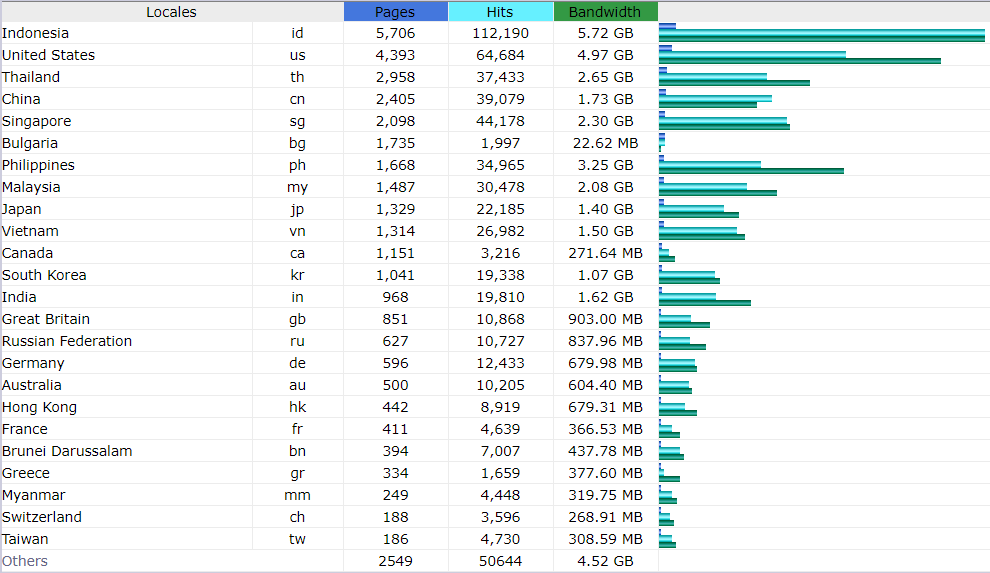 Locales Pages Hits Bandwidth
Indonesia id 5,706 112,190 5.72 GB
United States us 4,393 64,684 4.97 GB
Thailand th 2,958 37,433 2.65 GB
China cn 2,405 39,079 1.73 GB
Singapore sg 2,098 44,178 2.30 GB
Bulgaria bg 1,735 1,997 22.62 MB
Philippines ph 1,668 34,965 3.25 GB
Malaysia my 1,487 30,478 2.08 GB
Japan jp 1,329 22,185 1.40 GB
Vietnam vn 1,314 26,982 1.50 GB
Canada ca 1,151 3,216 271.64 MB
South Korea kr 1,041 19,338 1.07 GB
India in 968 19,810 1.62 GB
Great Britain gb 851 10,868 903.00 MB
Russian Federation ru 627 10,727 837.96 MB
Germany de 596 12,433 679.98 MB
Australia au 500 10,205 604.40 MB
Hong Kong hk 442 8,919 679.31 MB
France fr 411 4,639 366.53 MB
Brunei Darussalam bn 394 7,007 437.78 MB
Greece gr 334 1,659 377.60 MB
Myanmar mm 249 4,448 319.75 MB
Switzerland ch 188 3,596 268.91 MB
Taiwan tw 186 4,730 308.59 MB
Others 2549 50644 4.52 GB